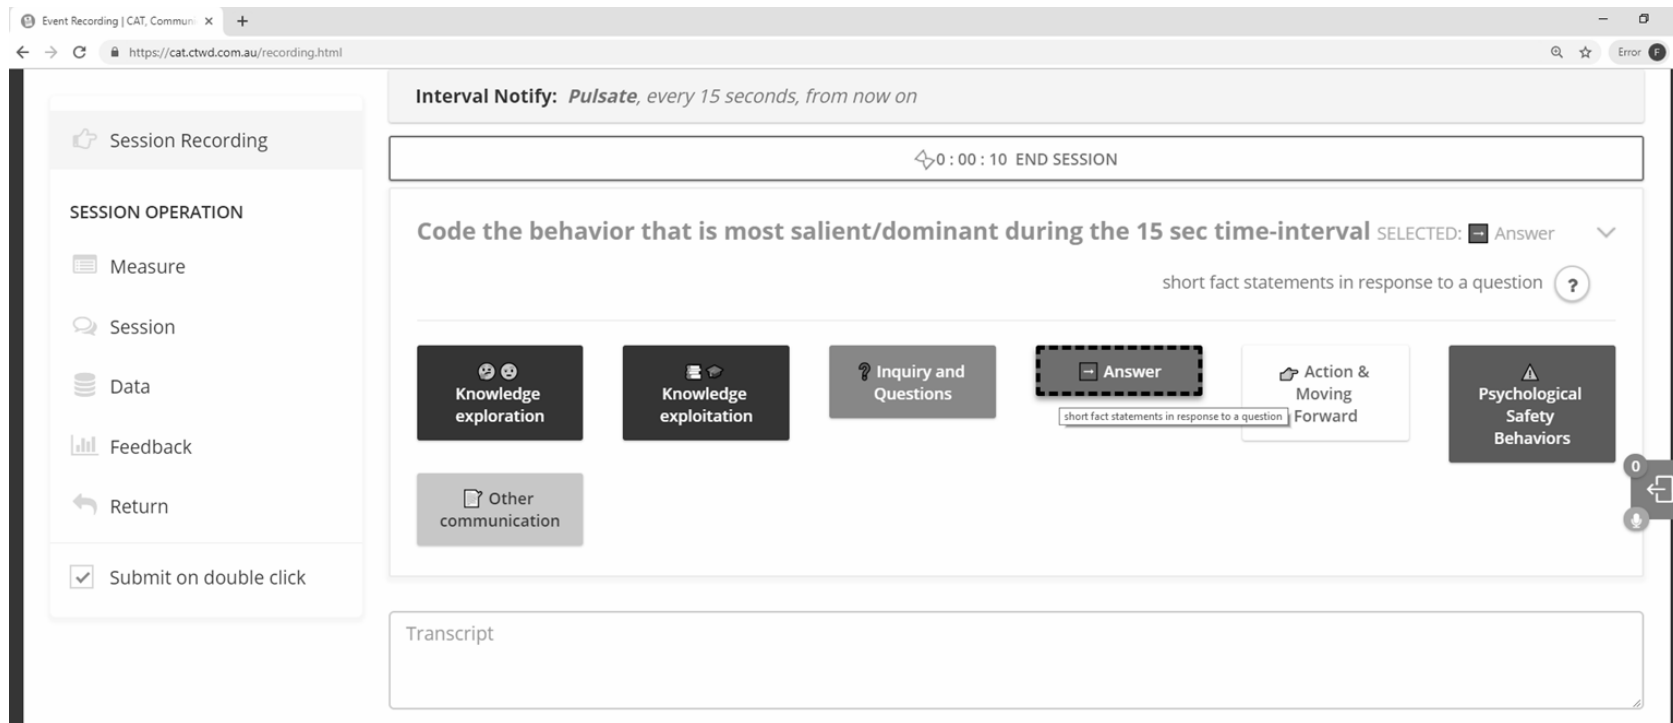 Event Recording | CAT, Commun
https://cat.ctwd.com.au/recording.html
Error F
Interval Notify: Pulsate, every 15 seconds, from now on
Session Recording
0 : 00 : 10 END SESSION
SESSION OPERATION
Measure
Session
Data
Feedback
Return
Submit on double click
Code the behavior that is most salient/dominant during the 15 sec time-interval SELECTED: Answer
short fact statements in response to a question ?
Knowledge
exploration
Knowledge
exploitation
? Inquiry and
Questions
Answer
short fact statements in response to a question
Action &
Moving
Forward
Psychological
Safety
Behaviors
Other
communication
0
Transcript